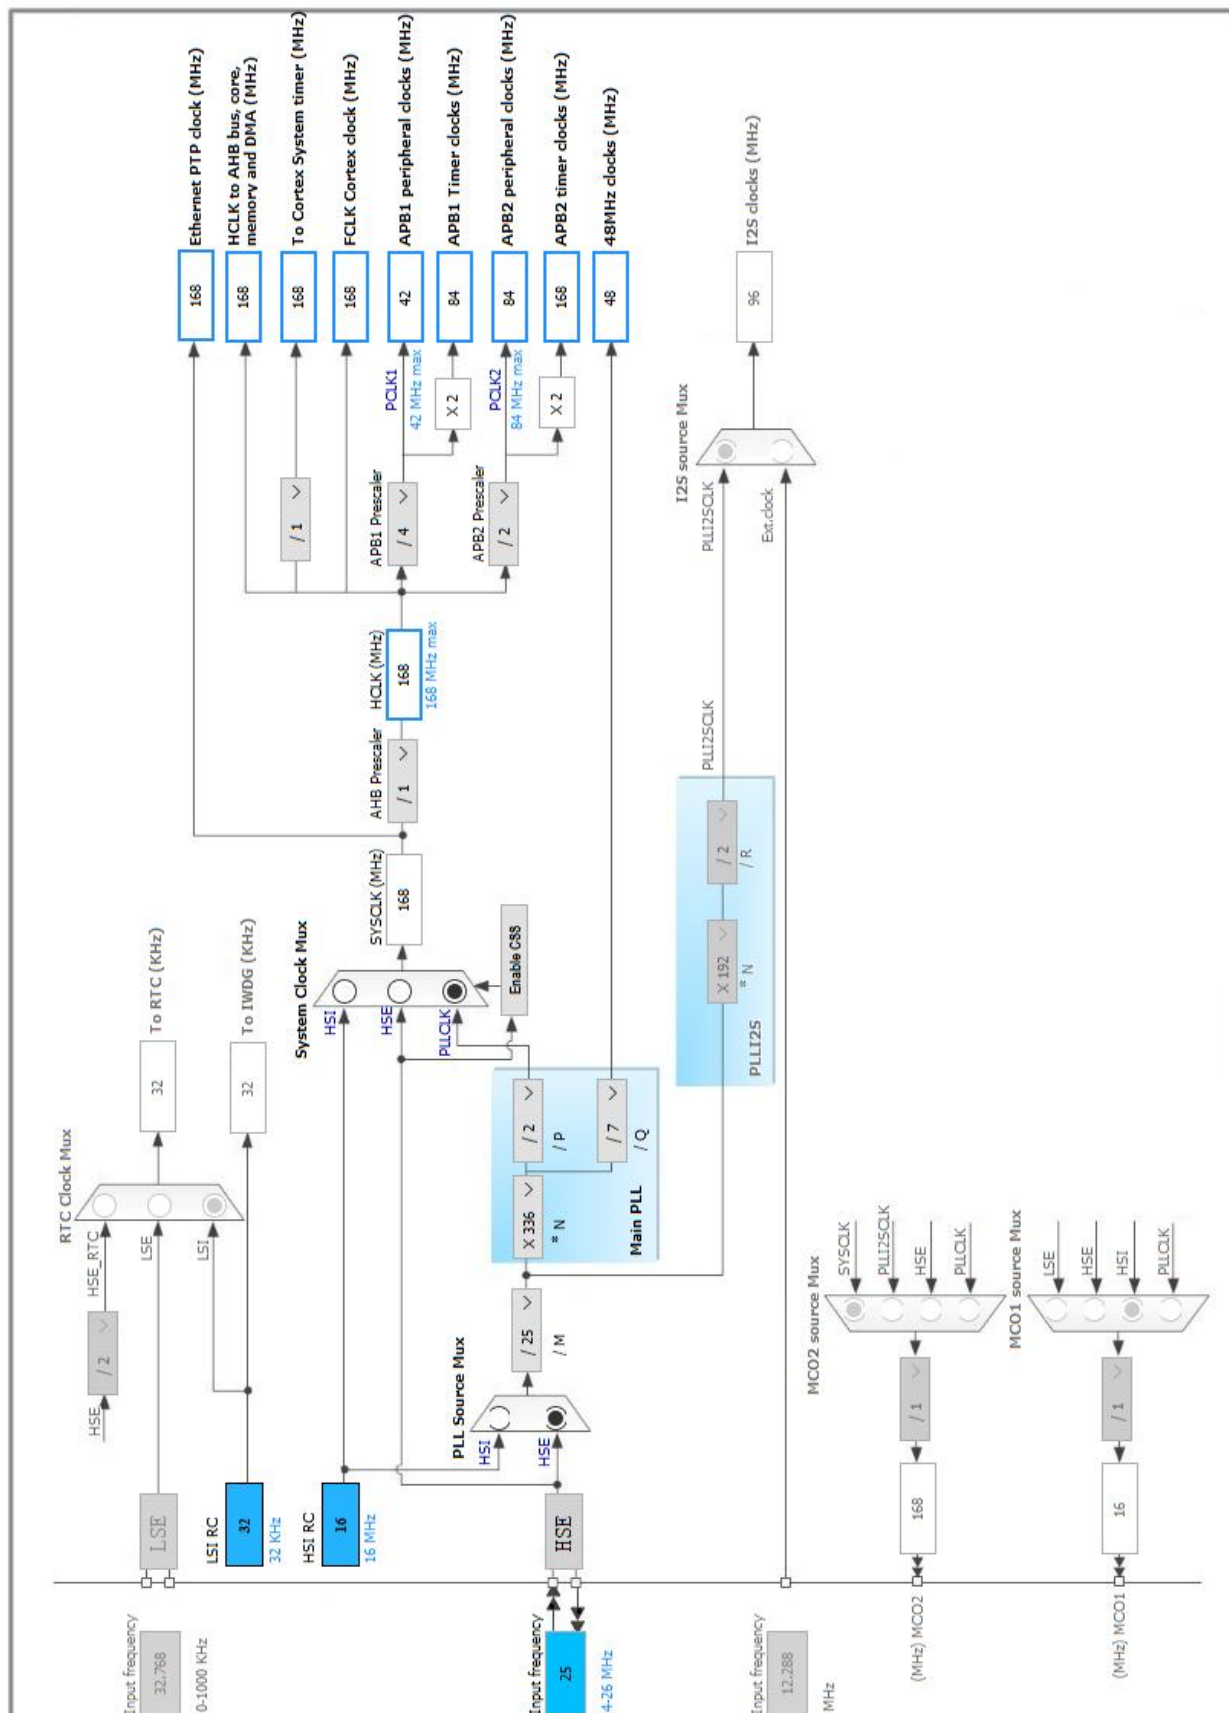 Input frequency
32.768
0-1000 KHz
LSE
HSE
/ 2
HSE_RTC
LSE
LSI
RTC Clock Mux
32
To RTC (KHz)
LSI RC
32
32 KHz
32
To IWDG (KHz)
HSI RC
16
16 MHz
Input frequency
25
4-26 MHz
HSE
PLL Source Mux
HSI
HSE
/ 25
/ M
X 336
* N
/ 2
/ P
/ 7
/ Q
Main PLL
System Clock Mux
HSI
HSE
PLLCLK
Enable CSS
SYSCLK (MHz)
168
AHB Prescaler
/ 1
HCLK (MHz)
168
168 MHz max
/ 1
APB1 Prescaler
/ 4
PCLK1
42 MHz max
X 2
APB2 Prescaler
/ 2
PCLK2
84 MHz max
X 2
168
Ethernet PTP clock (MHz)
168
HCLK to AHB bus, core,
memory and DMA (MHz)
168
To Cortex System timer (MHz)
168
FCLK Cortex clock (MHz)
42
APB1 peripheral clocks (MHz)
84
APB1 Timer clocks (MHz)
84
APB2 peripheral clocks (MHz)
168
APB2 timer clocks (MHz)
48
48MHz clocks (MHz)
X 192
* N
/ 2
/ R
PLLI2S
PLLI2SCLK
PLLI2SCLK
Ext.clock
I2S source Mux
96
I2S clocks (MHz)
Input frequency
12.288
MHz
MCO2 source Mux
SYSCLK
PLLI2SCLK
HSE
PLLCLK
/ 1
168
(MHz) MCO2
MCO1 source Mux
LSE
HSE
HSI
PLLCLK
/ 1
16
(MHz) MCO1